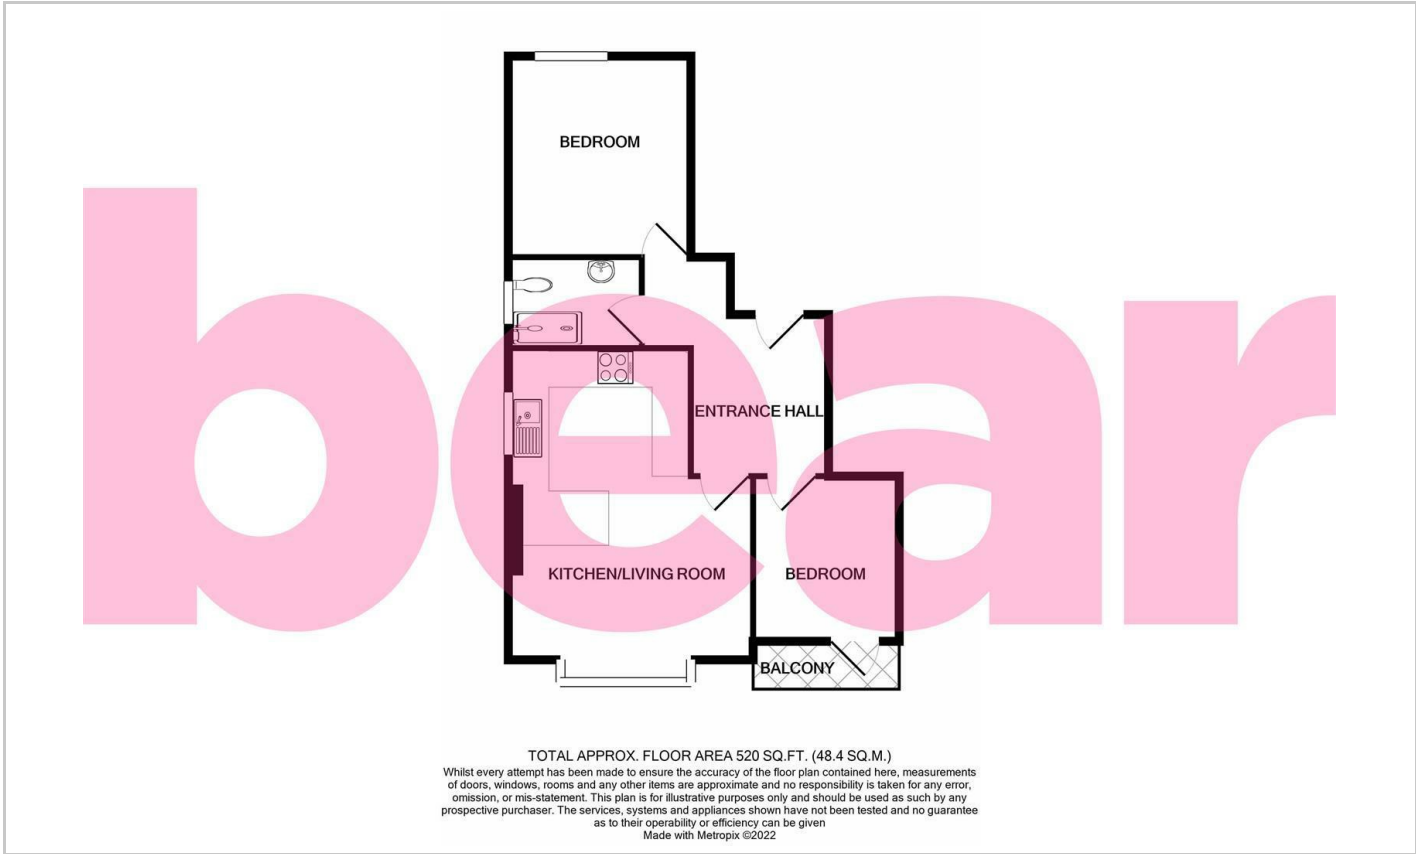 BEDROOM
ENTRANCE HALL
KITCHEN/LIVING ROOM
BEDROOM
BALCONY
bear
TOTAL APPROX. FLOOR AREA 520 SQ.FT. (48.4 SQ.M.)
Whilst every attempt has been made to ensure the accuracy of the floor plan contained here, measurements
of doors, windows, rooms and any other items are approximate and no responsibility is taken for any error,
omission, or mis-statement. This plan is for illustrative purposes only and should be used as such by any
prospective purchaser. The services, systems and appliances shown have not been tested and no guarantee
as to their operability or efficiency can be given
Made with Metropix ©2022